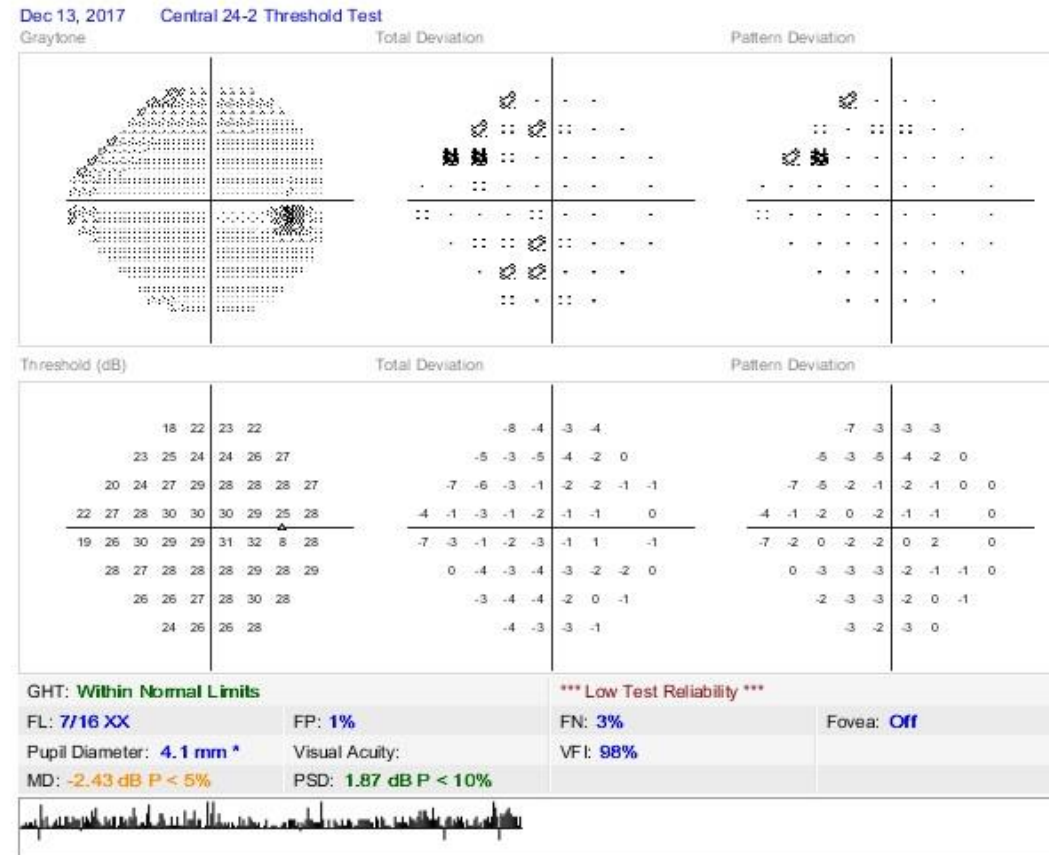 Dec 13, 2017 Central 24-2 Threshold Test
Graytone Total Deviation Pattern Deviation
Threshold (dB) Total Deviation Pattern Deviation
18 22 23 22 -8 -4 -3 -4 -7 -3 -3 -3
23 25 24 24 26 27 -5 -3 -5 -4 -2 0 -5 -3 -5 -4 -2 0
20 24 27 29 28 28 28 27 -7 -6 -3 -1 -2 -2 -1 -1 -7 -5 -2 -1 -2 -1 0 0
22 27 28 30 30 30 29 25 28 -4 -1 -3 -1 -2 -1 -1 0 -4 -1 -2 0 -2 -1 -1 0
19 26 30 29 29 31 32 8 28 -7 -3 -1 -2 -3 -1 1 -1 -7 -2 0 -2 -2 0 2 0
28 27 28 28 28 29 28 29 0 -4 -3 -4 -3 -2 -2 0 0 -3 -3 -3 -2 -1 -1 0
26 26 27 28 30 28 -3 -4 -4 -2 0 -1 -2 -3 -3 -2 0 -1
24 26 26 28 -4 -3 -3 -1 -3 -2 -3 0
GHT: Within Normal Limits *** Low Test Reliability ***
FL: 7/16 XX FP: 1% FN: 3% Fovea: Off
Pupil Diameter: 4.1 mm * Visual Acuity: VFI: 98%
MD: -2.43 dB P < 5% PSD: 1.87 dB P < 10%